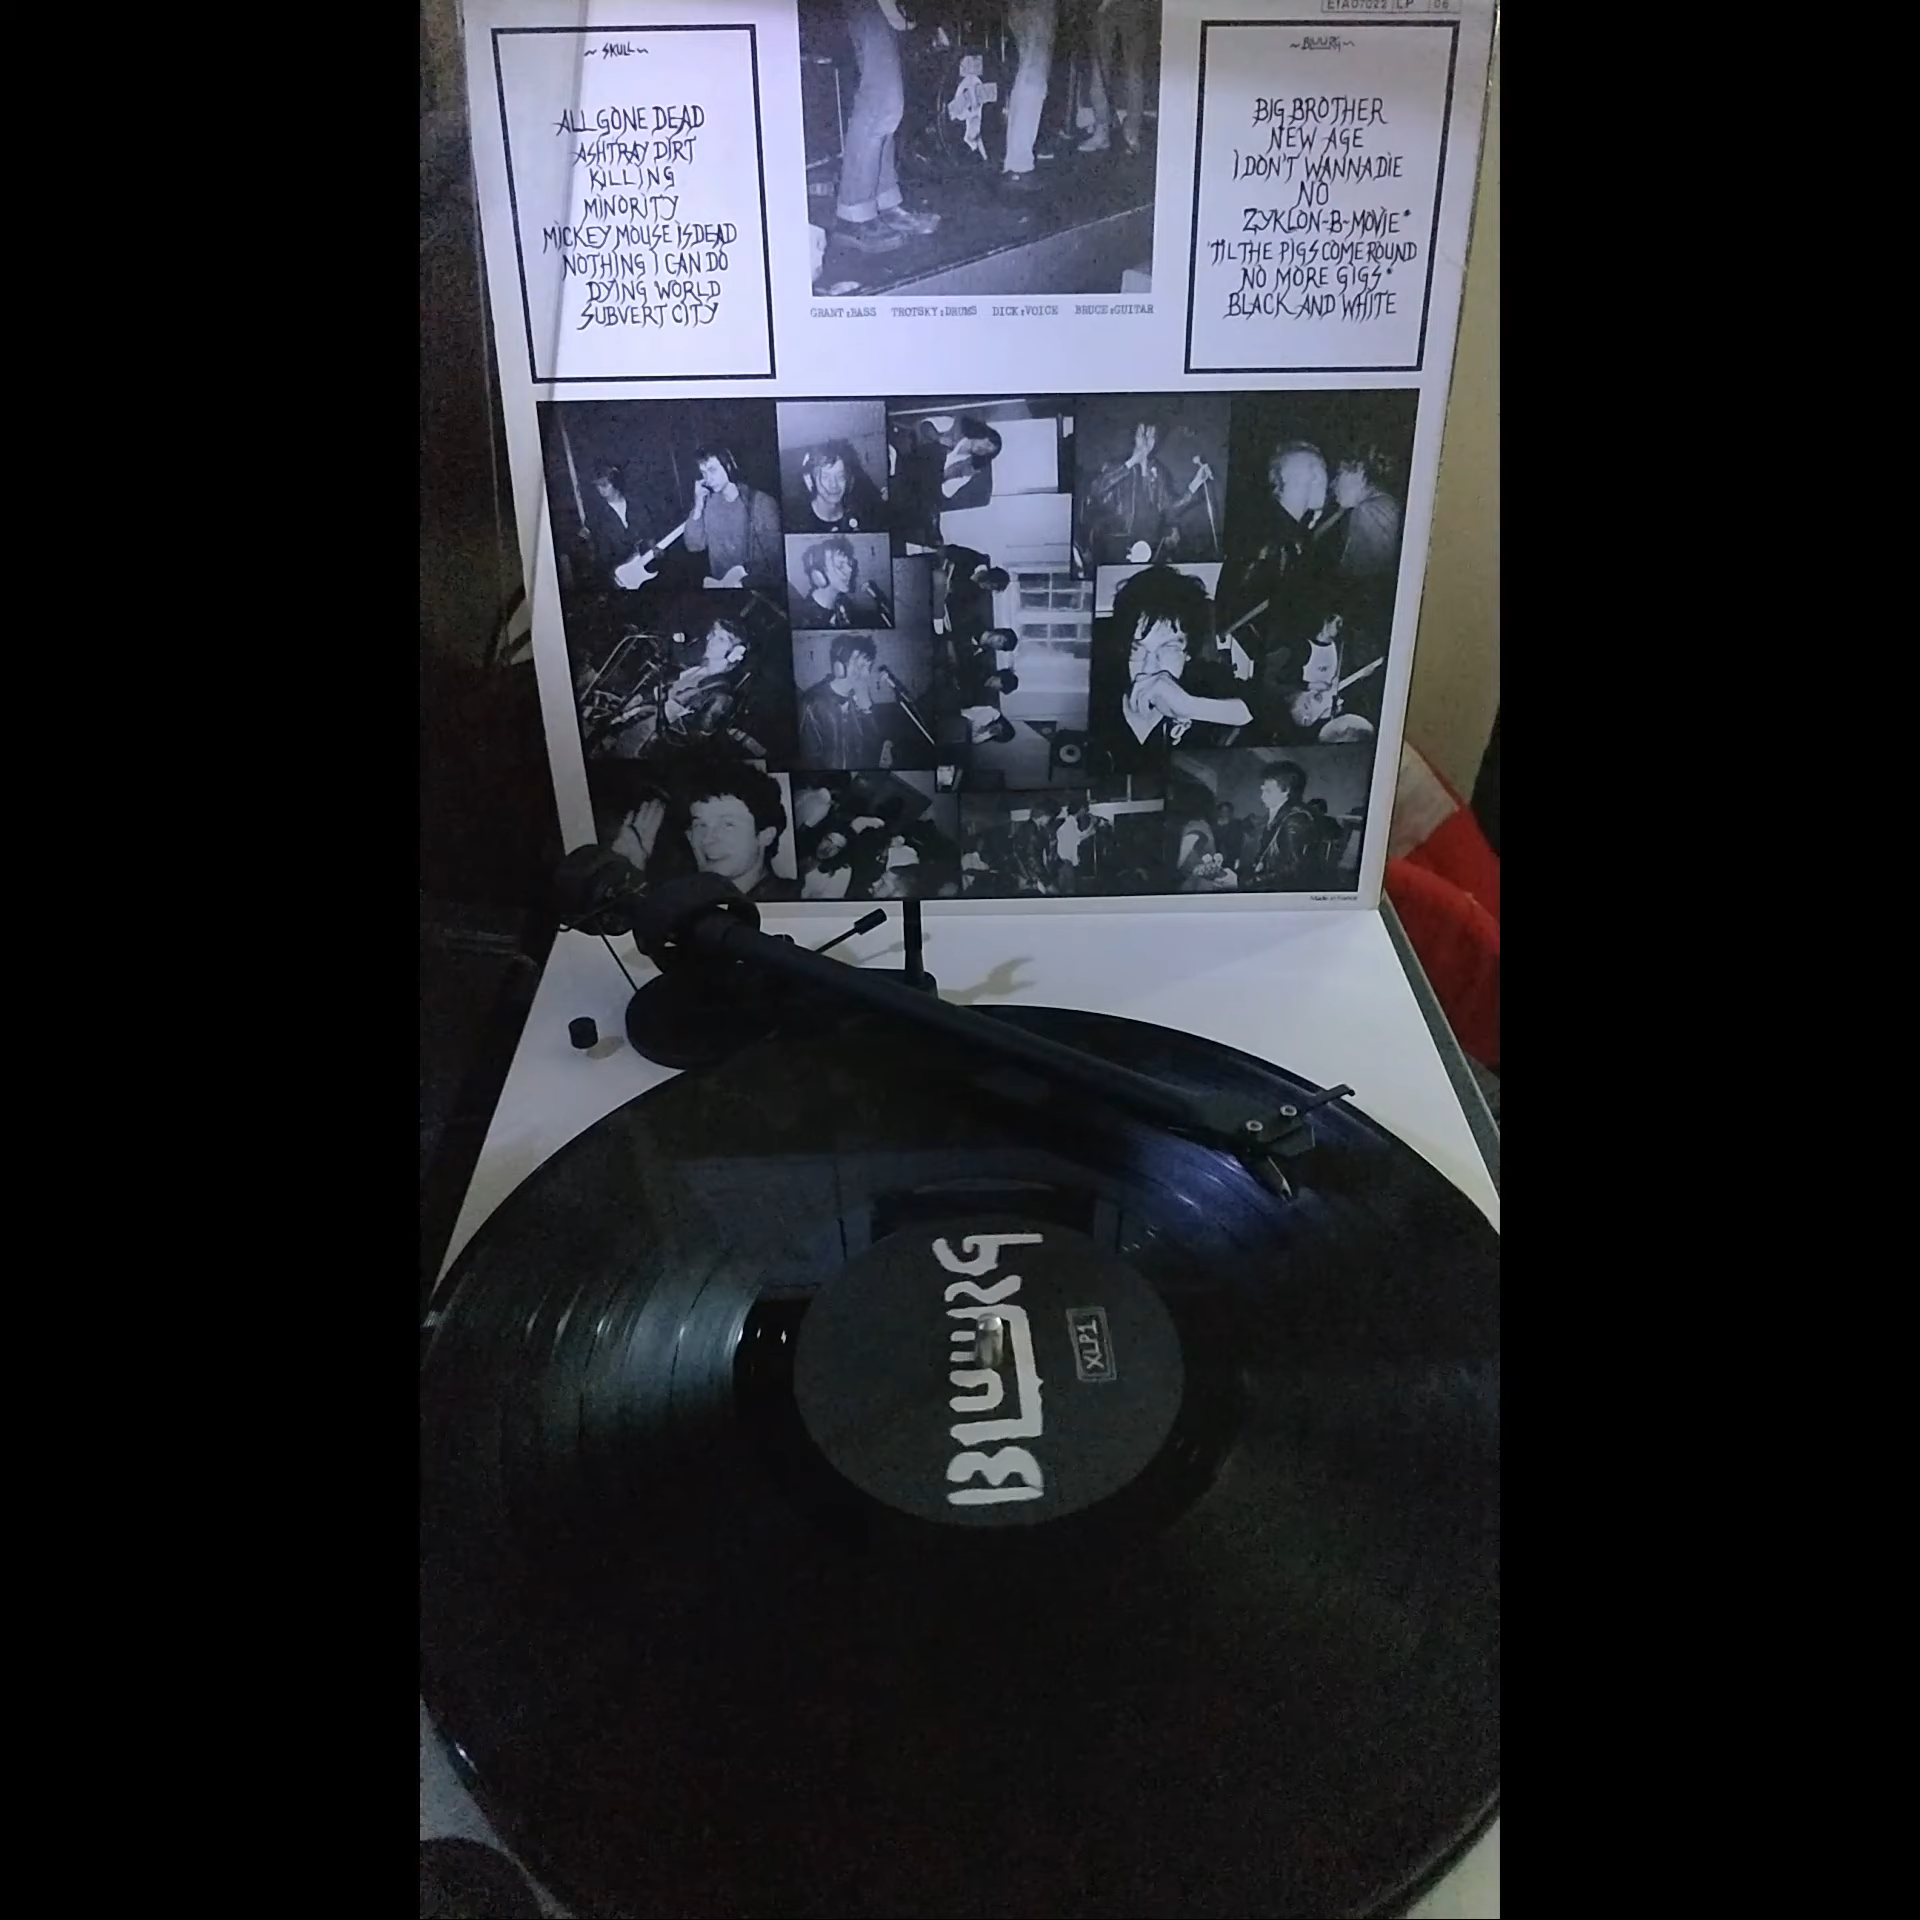 E1A07022 LP 06
~ SKULL ~
ALL GONE DEAD
ASHTRAY DIRT
KILLING
MINORITY
MICKEY MOUSE IS DEAD
NOTHING I CAN DO
DYING WORLD
SUBVERT CITY
GRANT:BASS TROTSKY:DRUMS DICK:VOICE BRUCE:GUITAR
~ BLUURG ~
BIG BROTHER
NEW AGE
I DON'T WANNA DIE
NO
ZYKLON-B-MOVIE*
'TIL THE PIGS COME ROUND
NO MORE GIGS*
BLACK AND WHITE
Made in France
BLUURG
XLP1